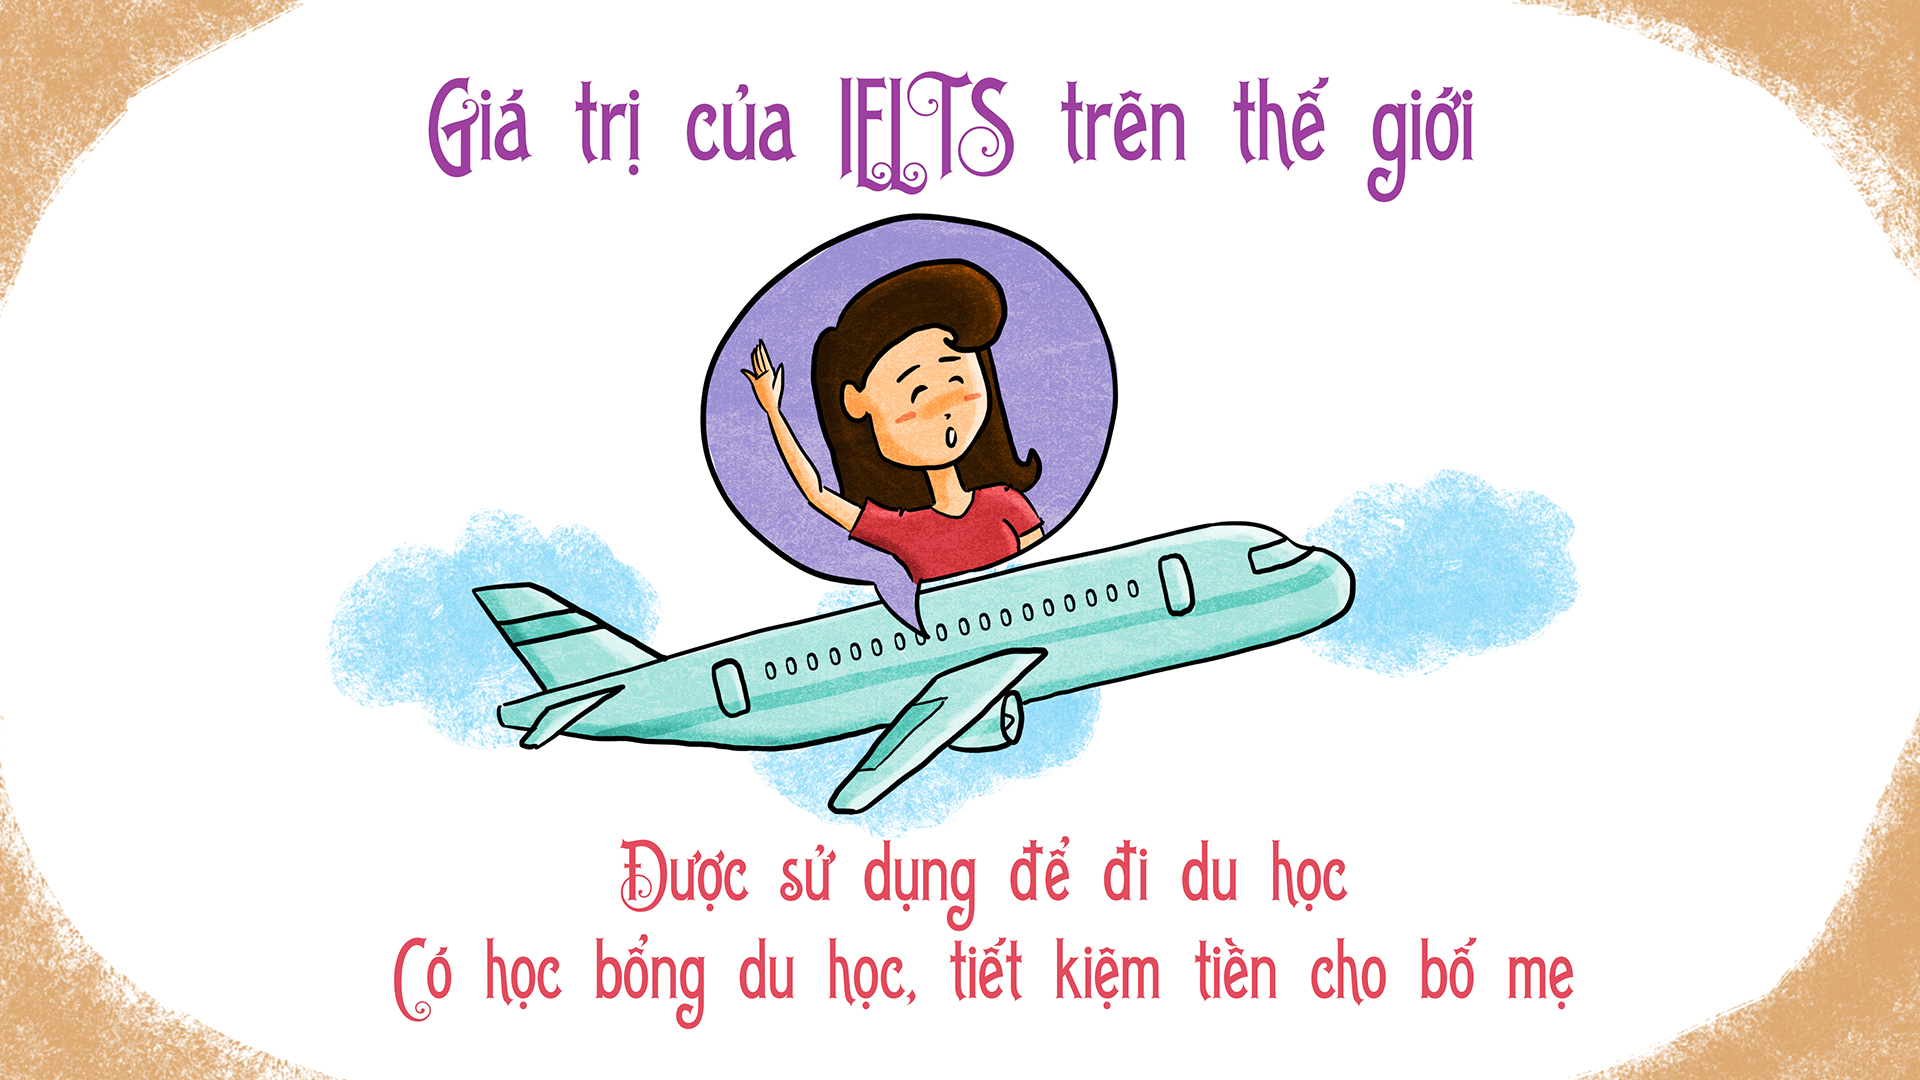 Giá trị của IELTS trên thế giới
Được sử dụng để đi du học
Có học bổng du học, tiết kiệm tiền cho bố mẹ